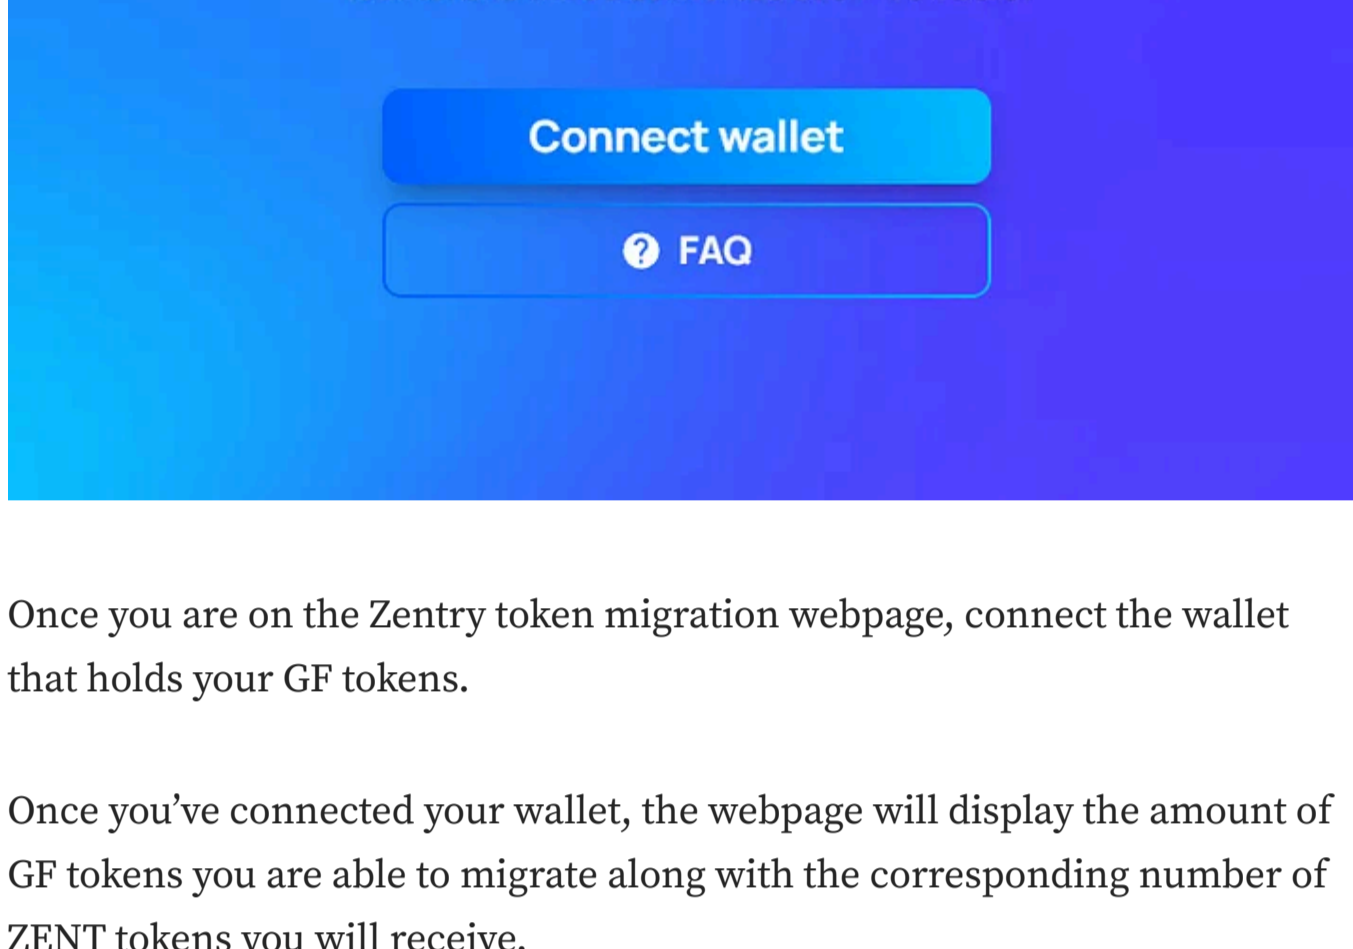 Connect wallet
? FAQ
Once you are on the Zentry token migration webpage, connect the wallet
that holds your GF tokens.
Once you’ve connected your wallet, the webpage will display the amount of
GF tokens you are able to migrate along with the corresponding number of
ZENT tokens you will receive.